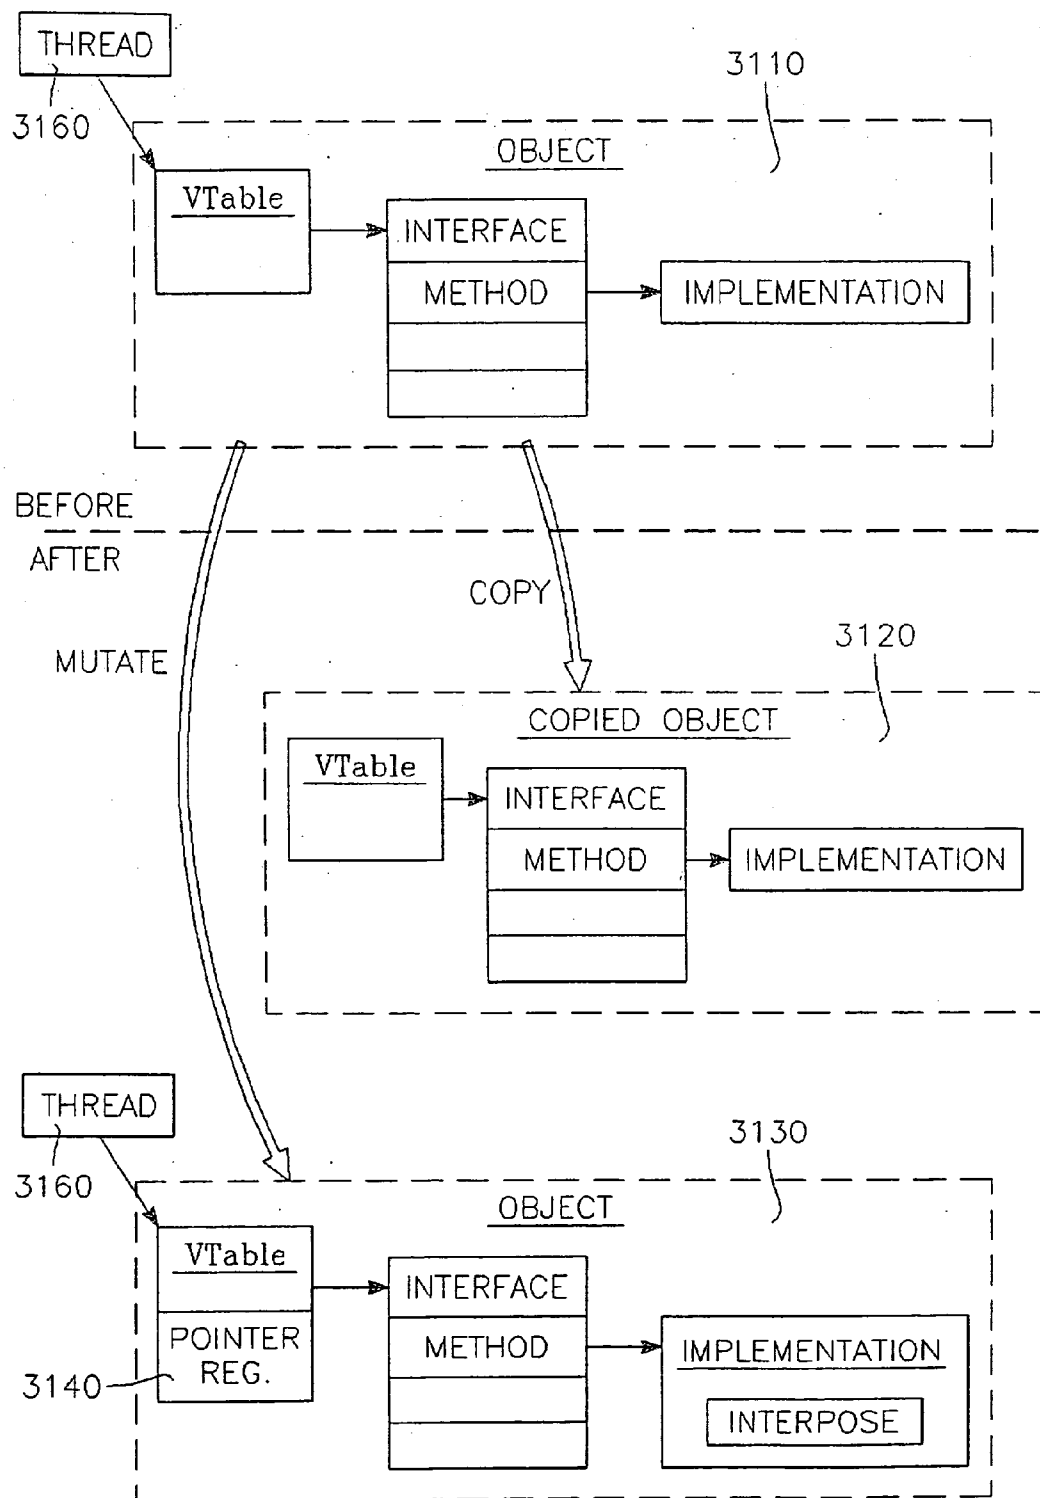 THREAD
3160
3110
OBJECT
VTable
INTERFACE
METHOD
IMPLEMENTATION
BEFORE
AFTER
COPY
MUTATE
3120
COPIED OBJECT
VTable
INTERFACE
METHOD
IMPLEMENTATION
THREAD
3160
3130
OBJECT
VTable
INTERFACE
POINTER
REG.
3140
METHOD
IMPLEMENTATION
INTERPOSE